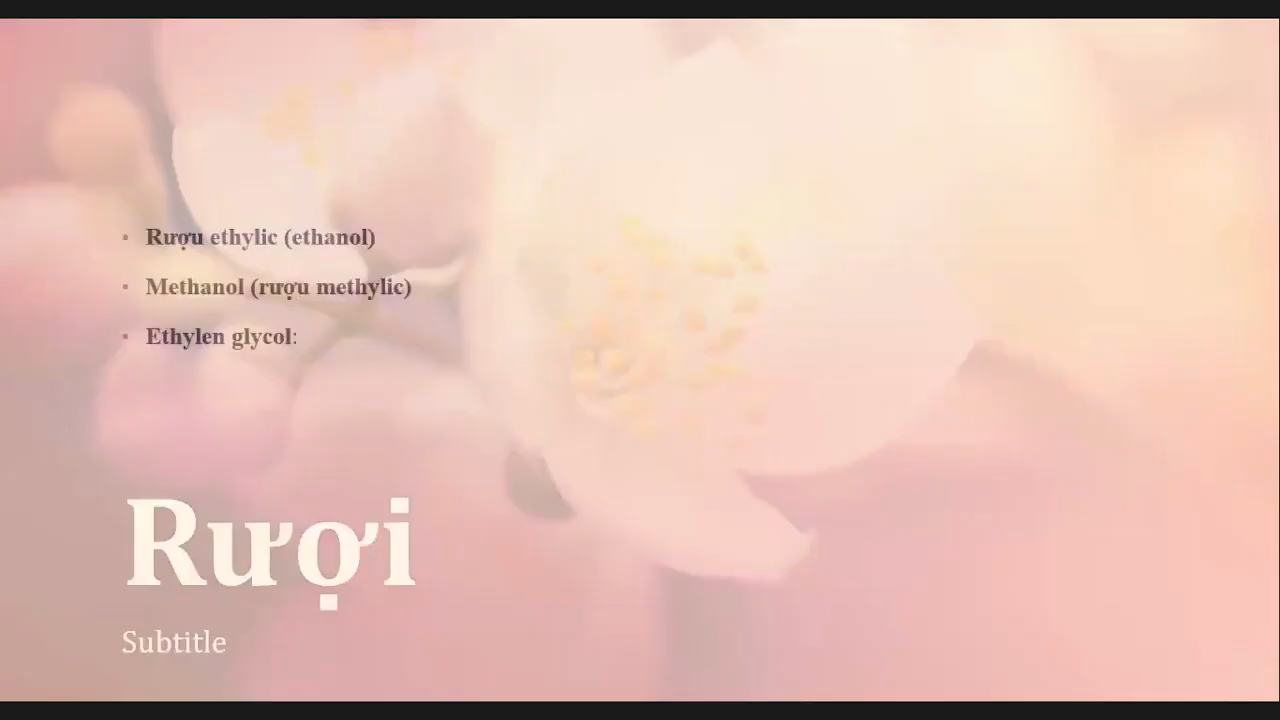 • Rượu ethylic (ethanol)
• Methanol (rượu methylic)
• Ethylen glycol:
Rượi
Subtitle